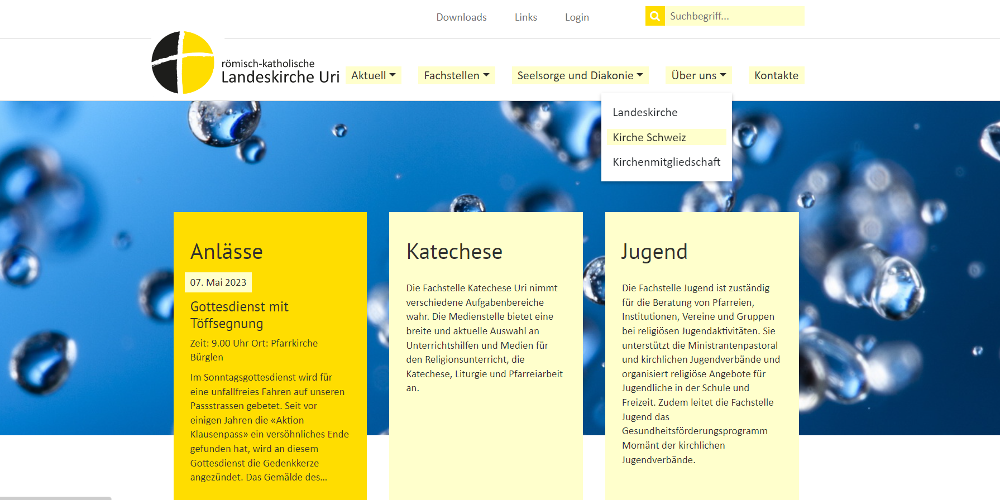 Downloads
Links
Login
Suchbegriff...
römisch-katholische
Landeskirche Uri
Aktuell
Fachstellen
Seelsorge und Diakonie
Über uns
Kontakte
Landeskirche
Kirche Schweiz
Kirchenmitgliedschaft
Anlässe
07. Mai 2023
Gottesdienst mit
Töffsegnung
Zeit: 9.00 Uhr Ort: Pfarrkirche
Bürglen
Im Sonntagsgottesdienst wird für
eine unfallfreies Fahren auf unseren
Passstrassen gebetet. Seit vor
einigen Jahren die «Aktion
Klausenpass» ein versöhnliches Ende
gefunden hat, wird an diesem
Gottesdienst die Gedenkkerze
angezündet. Das Gemälde des...
Katechese
Die Fachstelle Katechese Uri nimmt
verschiedene Aufgabenbereiche
wahr. Die Medienstelle bietet eine
breite und aktuelle Auswahl an
Unterrichtshilfen und Medien für
den Religionsunterricht, die
Katechese, Liturgie und Pfarreiarbeit
an.
Jugend
Die Fachstelle Jugend ist zuständig
für die Beratung von Pfarreien,
Institutionen, Vereine und Gruppen
bei religiösen Jugendaktivitäten. Sie
unterstützt die Ministrantenpastoral
und kirchlichen Jugendverbände und
organisiert religiöse Angebote für
Jugendliche in der Schule und
Freizeit. Zudem leitet die Fachstelle
Jugend das
Gesundheitsförderungsprogramm
Momänt der kirchlichen
Jugendverbände.